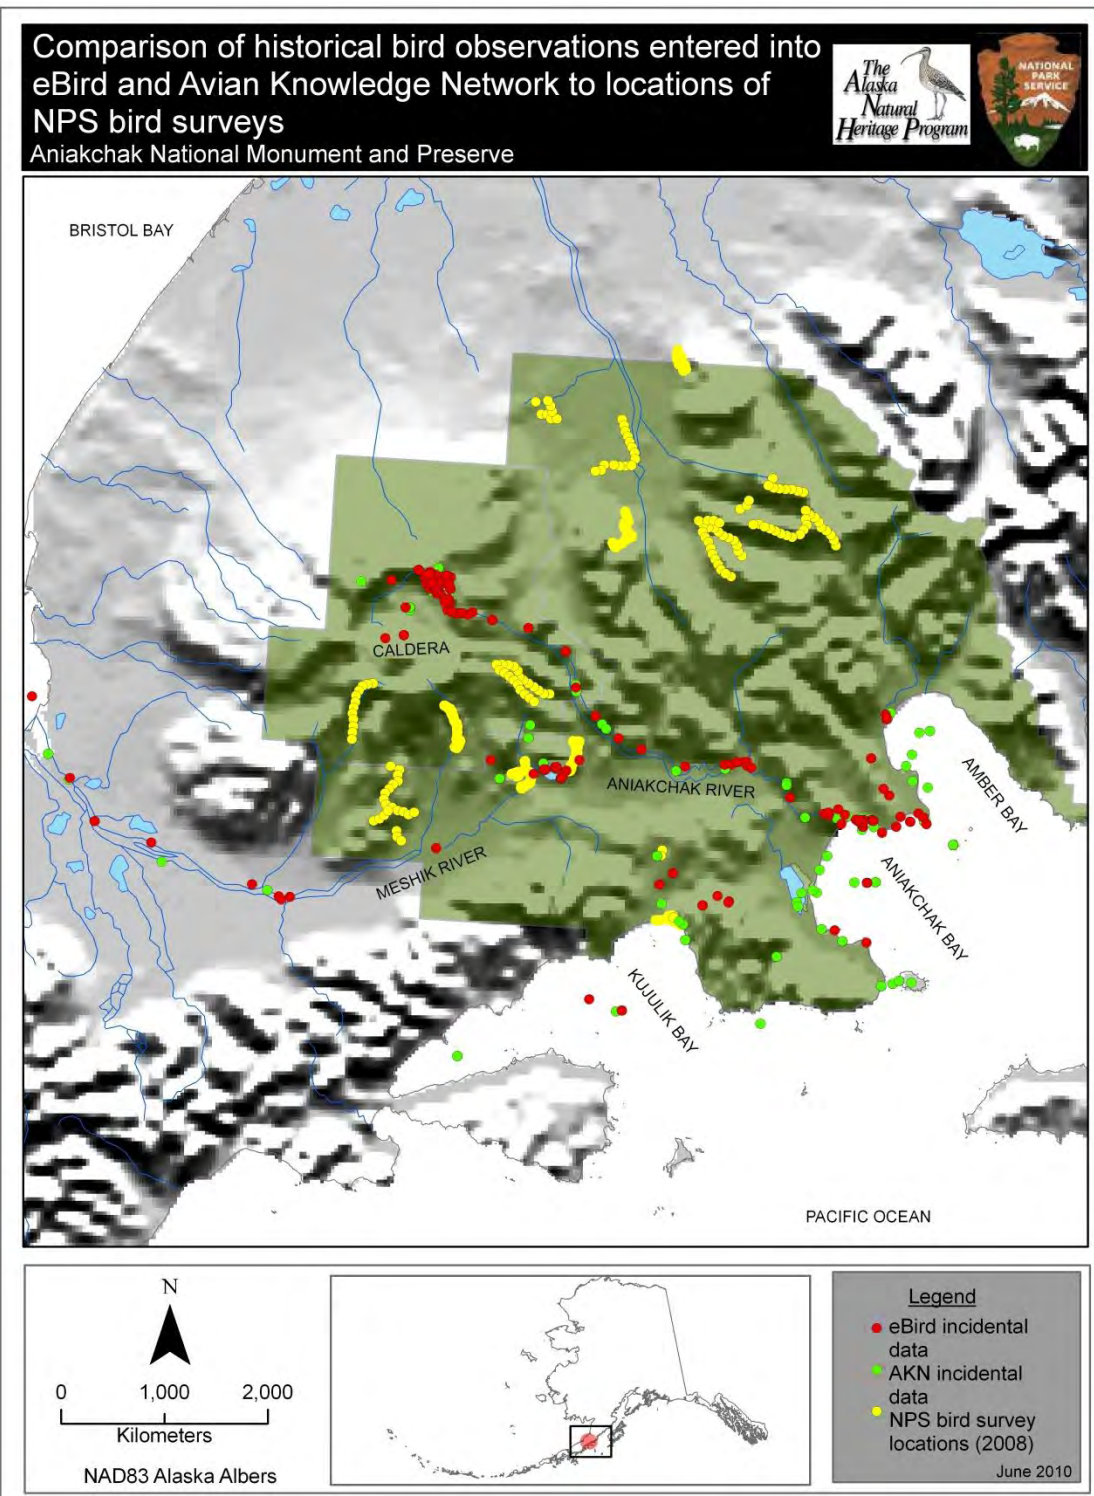 Comparison of historical bird observations entered into
eBird and Avian Knowledge Network to locations of
NPS bird surveys
Aniakchak National Monument and Preserve
The
Alaska
Natural
Heritage Program
NATIONAL
PARK
SERVICE
BRISTOL BAY
CALDERA
ANIAKCHAK RIVER
AMBER BAY
MESHIK RIVER
ANIAKCHAK BAY
KUJULIK BAY
PACIFIC OCEAN
N
0 1,000 2,000
Kilometers
NAD83 Alaska Albers
Legend
eBird incidental
data
AKN incidental
data
NPS bird survey
locations (2008)
June 2010